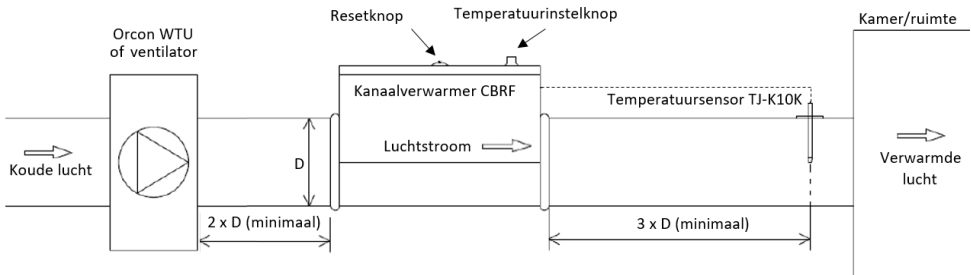 Resetknop
Temperatuurinstelknop
Kamer/ruimte
Orcon WTU
of ventilator
Kanaalverwarmer CBRF
Temperatuursensor TJ-K10K
Koude lucht
D
Luchtstroom
Verwarmde
lucht
2 x D (minimaal)
3 x D (minimaal)